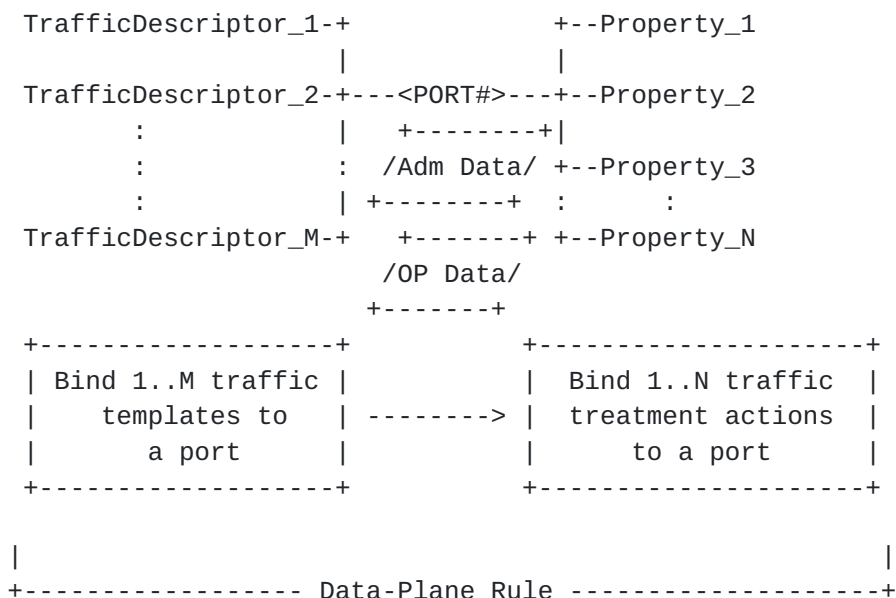 TrafficDescriptor_1-+ +--Property_1
| |
TrafficDescriptor_2-+---<PORT#>---+--Property_2
: | +--------+|
: : /Adm Data/ +--Property_3
: | +--------+ : :
TrafficDescriptor_M-+ +-------+ +--Property_N
/OP Data/
+-------+
+-------------------+ +---------------------+
| Bind 1..M traffic | | Bind 1..N traffic |
| templates to | --------> | treatment actions |
| a port | | to a port |
+-------------------+ +---------------------+
| |
+------------------ Data-Plane Rule --------------------+